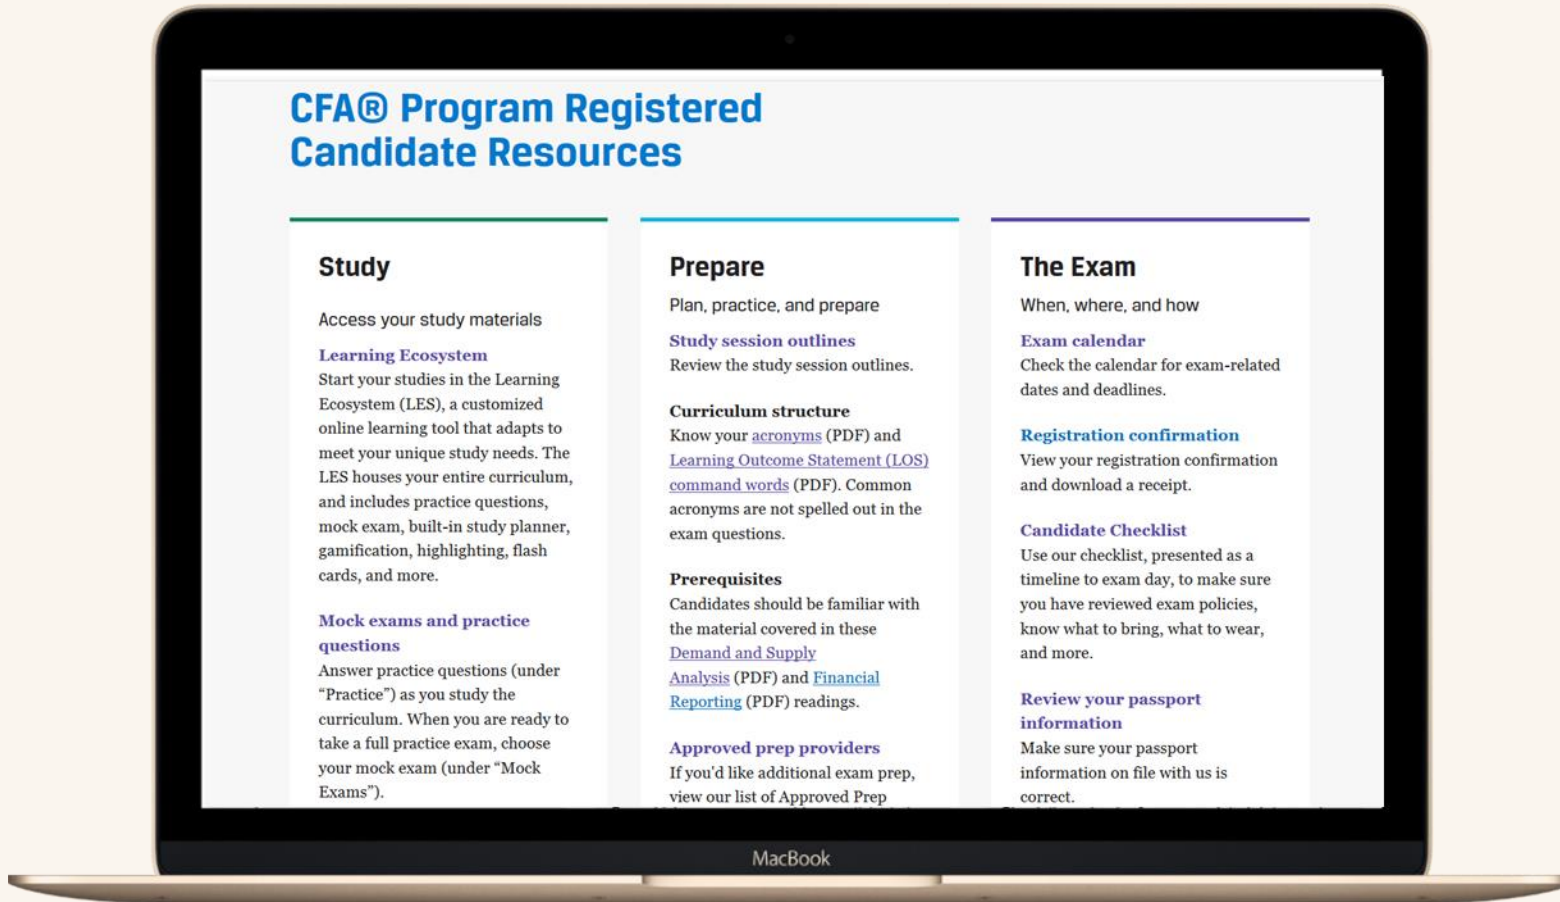 CFA® Program Registered
Candidate Resources
Study
Access your study materials
Learning Ecosystem
Start your studies in the Learning
Ecosystem (LES), a customized
online learning tool that adapts to
meet your unique study needs. The
LES houses your entire curriculum,
and includes practice questions,
mock exam, built-in study planner,
gamification, highlighting, flash
cards, and more.
Mock exams and practice
questions
Answer practice questions (under
“Practice”) as you study the
curriculum. When you are ready to
take a full practice exam, choose
your mock exam (under “Mock
Exams”).
Prepare
Plan, practice, and prepare
Study session outlines
Review the study session outlines.
Curriculum structure
Know your acronyms (PDF) and
Learning Outcome Statement (LOS)
command words (PDF). Common
acronyms are not spelled out in the
exam questions.
Prerequisites
Candidates should be familiar with
the material covered in these
Demand and Supply
Analysis (PDF) and Financial
Reporting (PDF) readings.
Approved prep providers
If you'd like additional exam prep,
view our list of Approved Prep
The Exam
When, where, and how
Exam calendar
Check the calendar for exam-related
dates and deadlines.
Registration confirmation
View your registration confirmation
and download a receipt.
Candidate Checklist
Use our checklist, presented as a
timeline to exam day, to make sure
you have reviewed exam policies,
know what to bring, what to wear,
and more.
Review your passport
information
Make sure your passport
information on file with us is
correct.
MacBook